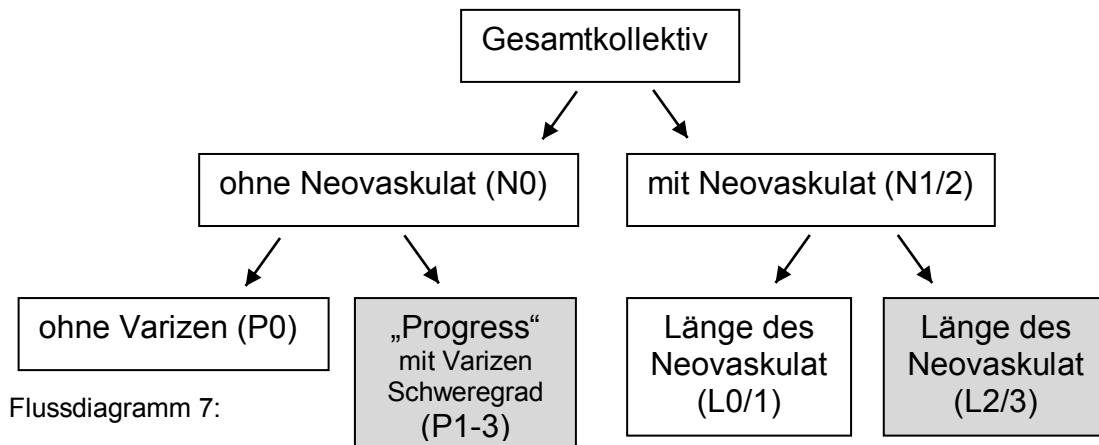 Gesamtkollektiv
ohne Neovaskulat (N0)
mit Neovaskulat (N1/2)
ohne Varizen (P0)
„Progress“
mit Varizen
Schweregrad
(P1-3)
Länge des
Neovaskulat
(L0/1)
Länge des
Neovaskulat
(L2/3)
Flussdiagramm 7: